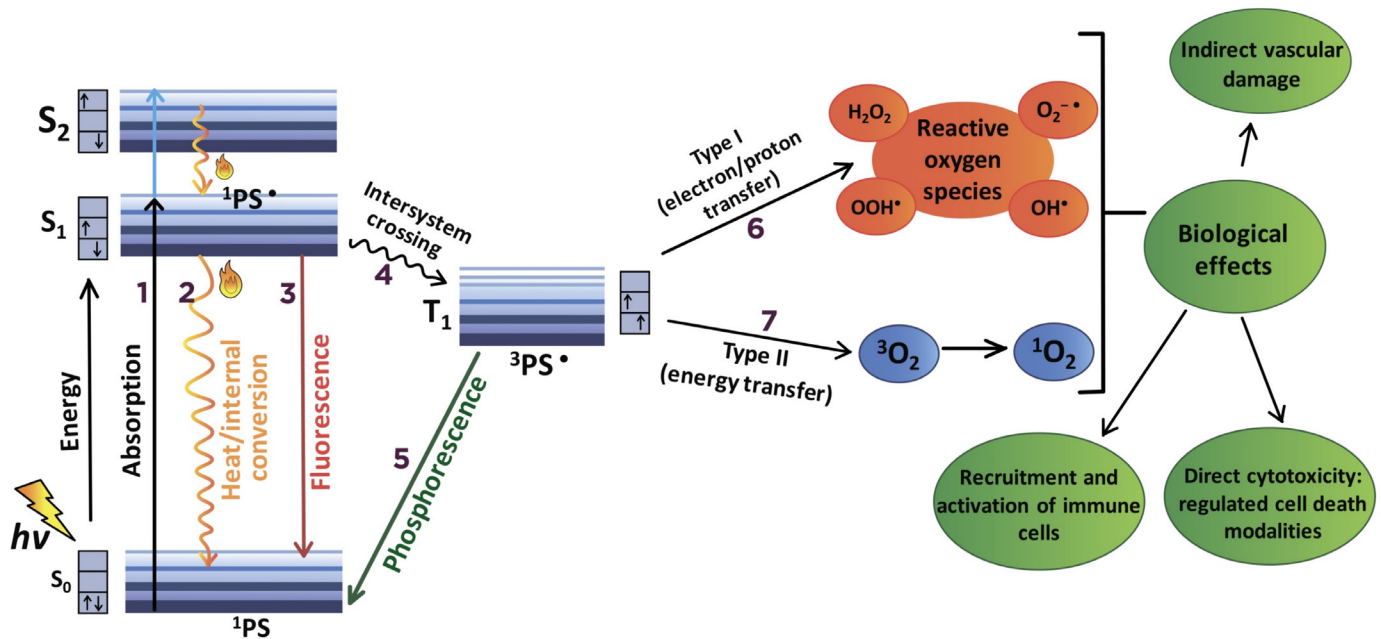 S₂
¹PS•
S₁
Energy
1
Absorption
2
Heat/internal
conversion
3
Fluorescence
hν
S₀
¹PS
Intersystem
crossing
4
T₁
³PS•
5
Phosphorescence
Type I
(electron/proton
transfer)
6
7
Type II
(energy transfer)
H₂O₂
O₂⁻•
Reactive
oxygen
species
OOH•
OH•
³O₂
¹O₂
Indirect vascular
damage
Biological
effects
Recruitment and
activation of immune
cells
Direct cytotoxicity:
regulated cell death
modalities